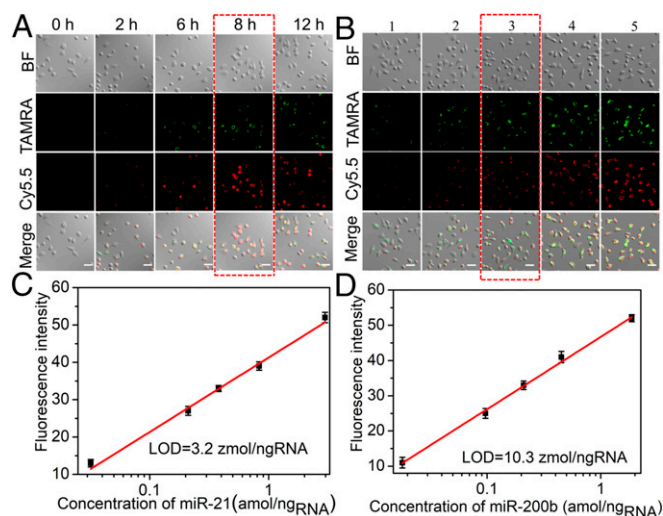 A
0 h 2 h 6 h 8 h 12 h
BF
TAMRA
Cy5.5
Merge
B
1 2 3 4 5
BF
TAMRA
Cy5.5
Merge
C
Fluorescence intensity
60
50
40
30
20
10
LOD=3.2 zmol/ngRNA
0.1 1
Concentration of miR-21(amol/ngRNA)
D
Fluorescence intensity
60
50
40
30
20
10
LOD=10.3 zmol/ngRNA
0.1 1
Concentration of miR-200b (amol/ngRNA)